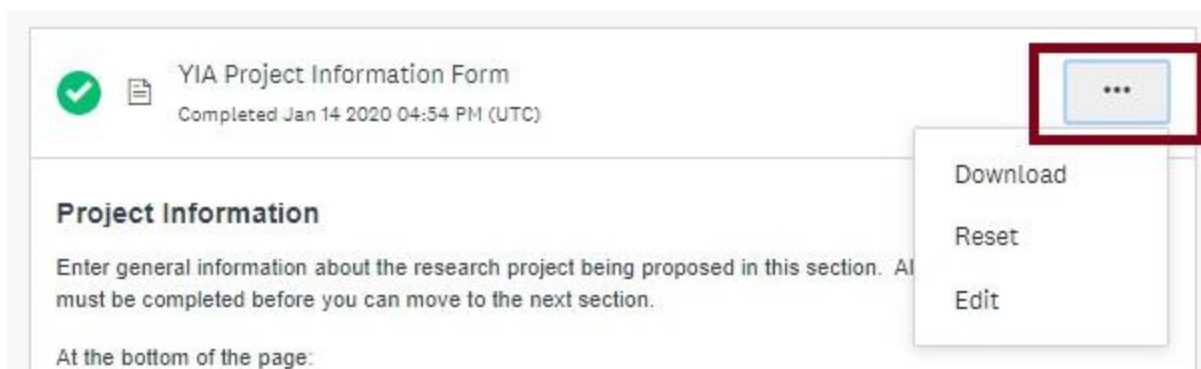 YIA Project Information Form
Completed Jan 14 2020 04:54 PM (UTC)
...
Download
Reset
Edit
Project Information
Enter general information about the research project being proposed in this section.
must be completed before you can move to the next section.
At the bottom of the page: